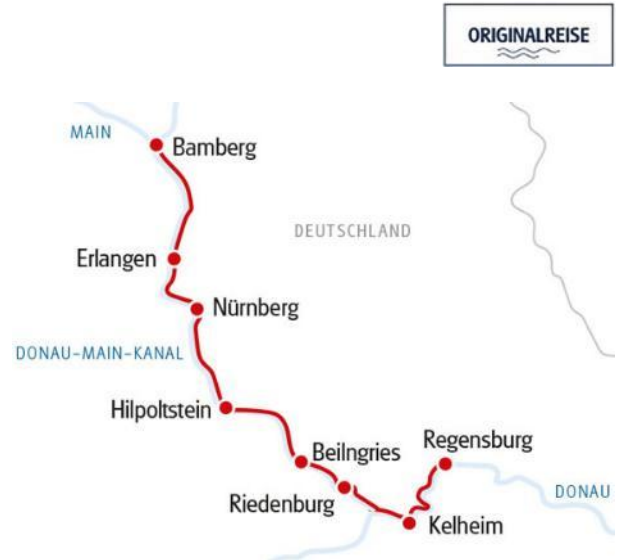 ORIGINALREISE
MAIN
Bamberg
DEUTSCHLAND
Erlangen
Nürnberg
DONAU-MAIN-KANAL
Hilpoltstein
Beilngries
Regensburg
Riedenburg
DONAU
Kelheim